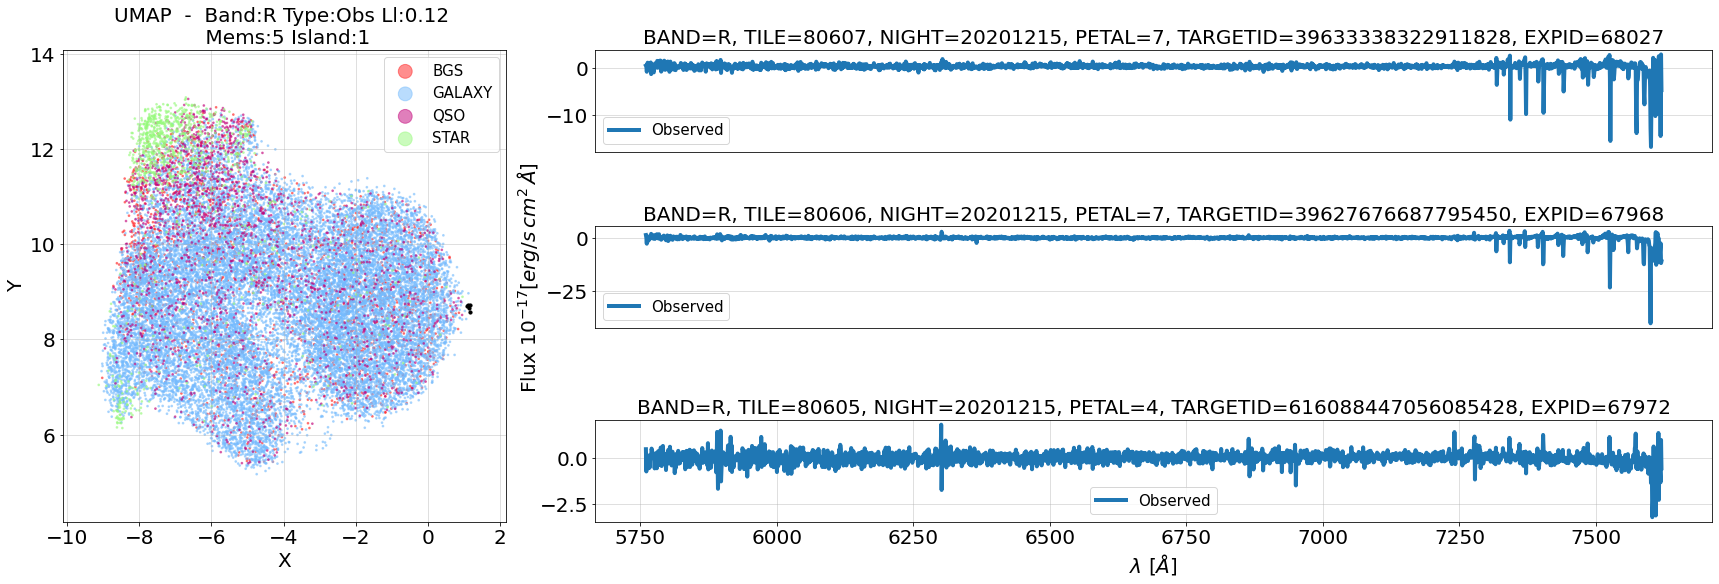 UMAP  -  Band:R Type:Obs Ll:0.12
Mems:5 Island:1
14
12
10
8
6
Y
−10
−8
−6
−4
−2
0
2
X
BGS
GALAXY
QSO
STAR
Flux 10⁻¹⁷[erg/s cm² Å]
BAND=R, TILE=80607, NIGHT=20201215, PETAL=7, TARGETID=39633338322911828, EXPID=68027
0
−10
Observed
BAND=R, TILE=80606, NIGHT=20201215, PETAL=7, TARGETID=39627676687795450, EXPID=67968
0
−25
Observed
BAND=R, TILE=80605, NIGHT=20201215, PETAL=4, TARGETID=616088447056085428, EXPID=67972
0.0
−2.5
Observed
5750
6000
6250
6500
6750
7000
7250
7500
λ [Å]